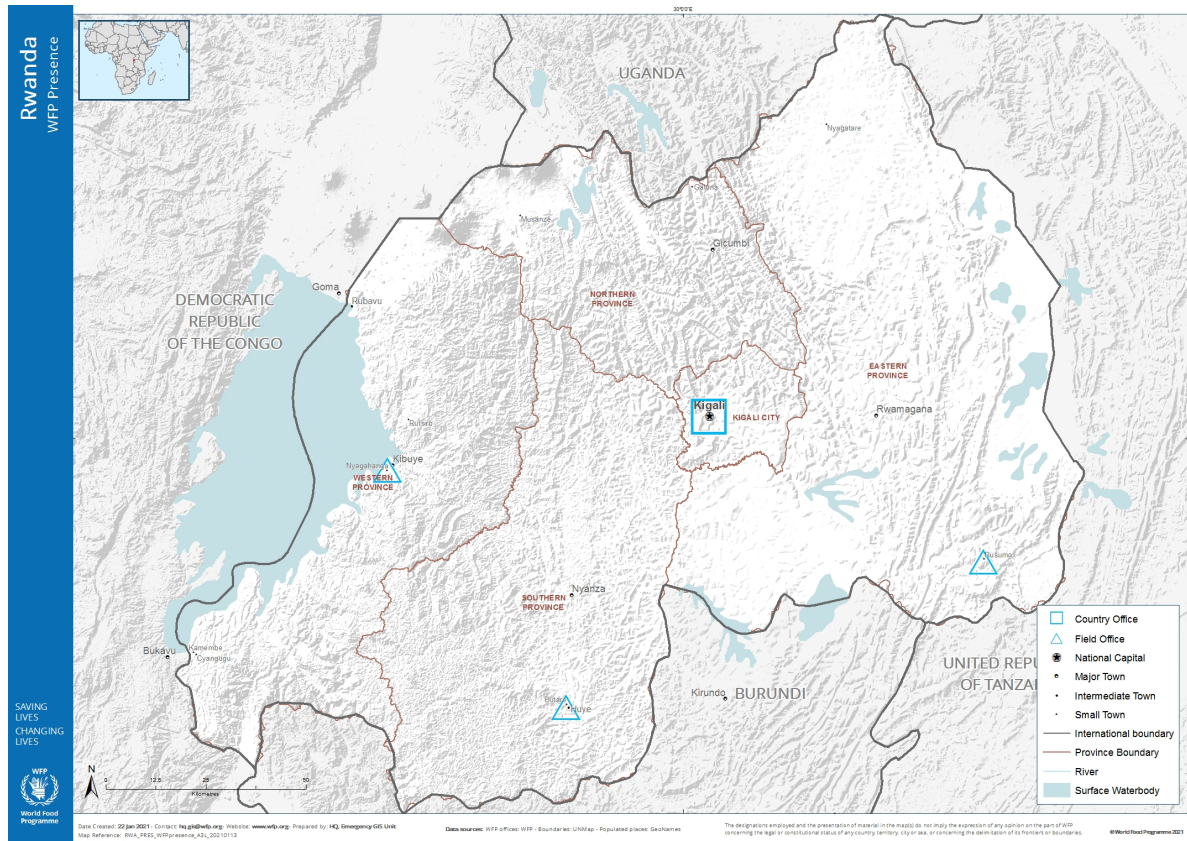 Rwanda
WFP Presence
30°0'0"E
UGANDA
Nyagatare
Gatuna
Musanze
Gicumbi
Goma
Rubavu
DEMOCRATIC
REPUBLIC
OF THE CONGO
NORTHERN
PROVINCE
EASTERN
PROVINCE
Kigali
KIGALI CITY
Rwamagana
Rutsiro
Kibuye
Nyagahanda
WESTERN
PROVINCE
Rusumo
Nyanza
SOUTHERN
PROVINCE
Bukavu
Kamembe
Cyangugu
Butare
Huye
Kirundo
BURUNDI
UNITED REPU
OF TANZA
Country Office
Field Office
National Capital
Major Town
Intermediate Town
Small Town
International boundary
Province Boundary
River
Surface Waterbody
SAVING
LIVES
CHANGING
LIVES
WFP
World Food
Programme
N
0 12.5 25 50
Kilometres
Date Created: 22 Jan 2021 - Contact: hq.gis@wfp.org - Website: www.wfp.org - Prepared by: HQ, Emergency GIS Unit
Map Reference: RWA_PRES_WFPpresence_A3L_20210113
Data sources: WFP offices: WFP - Boundaries: UNMap - Populated places: GeoNames
The designations employed and the presentation of material in the map(s) do not imply the expression of any opinion on the part of WFP
concerning the legal or constitutional status of any country, territory, city or sea, or concerning the delimitation of its frontiers or boundaries.
© World Food Programme 2021